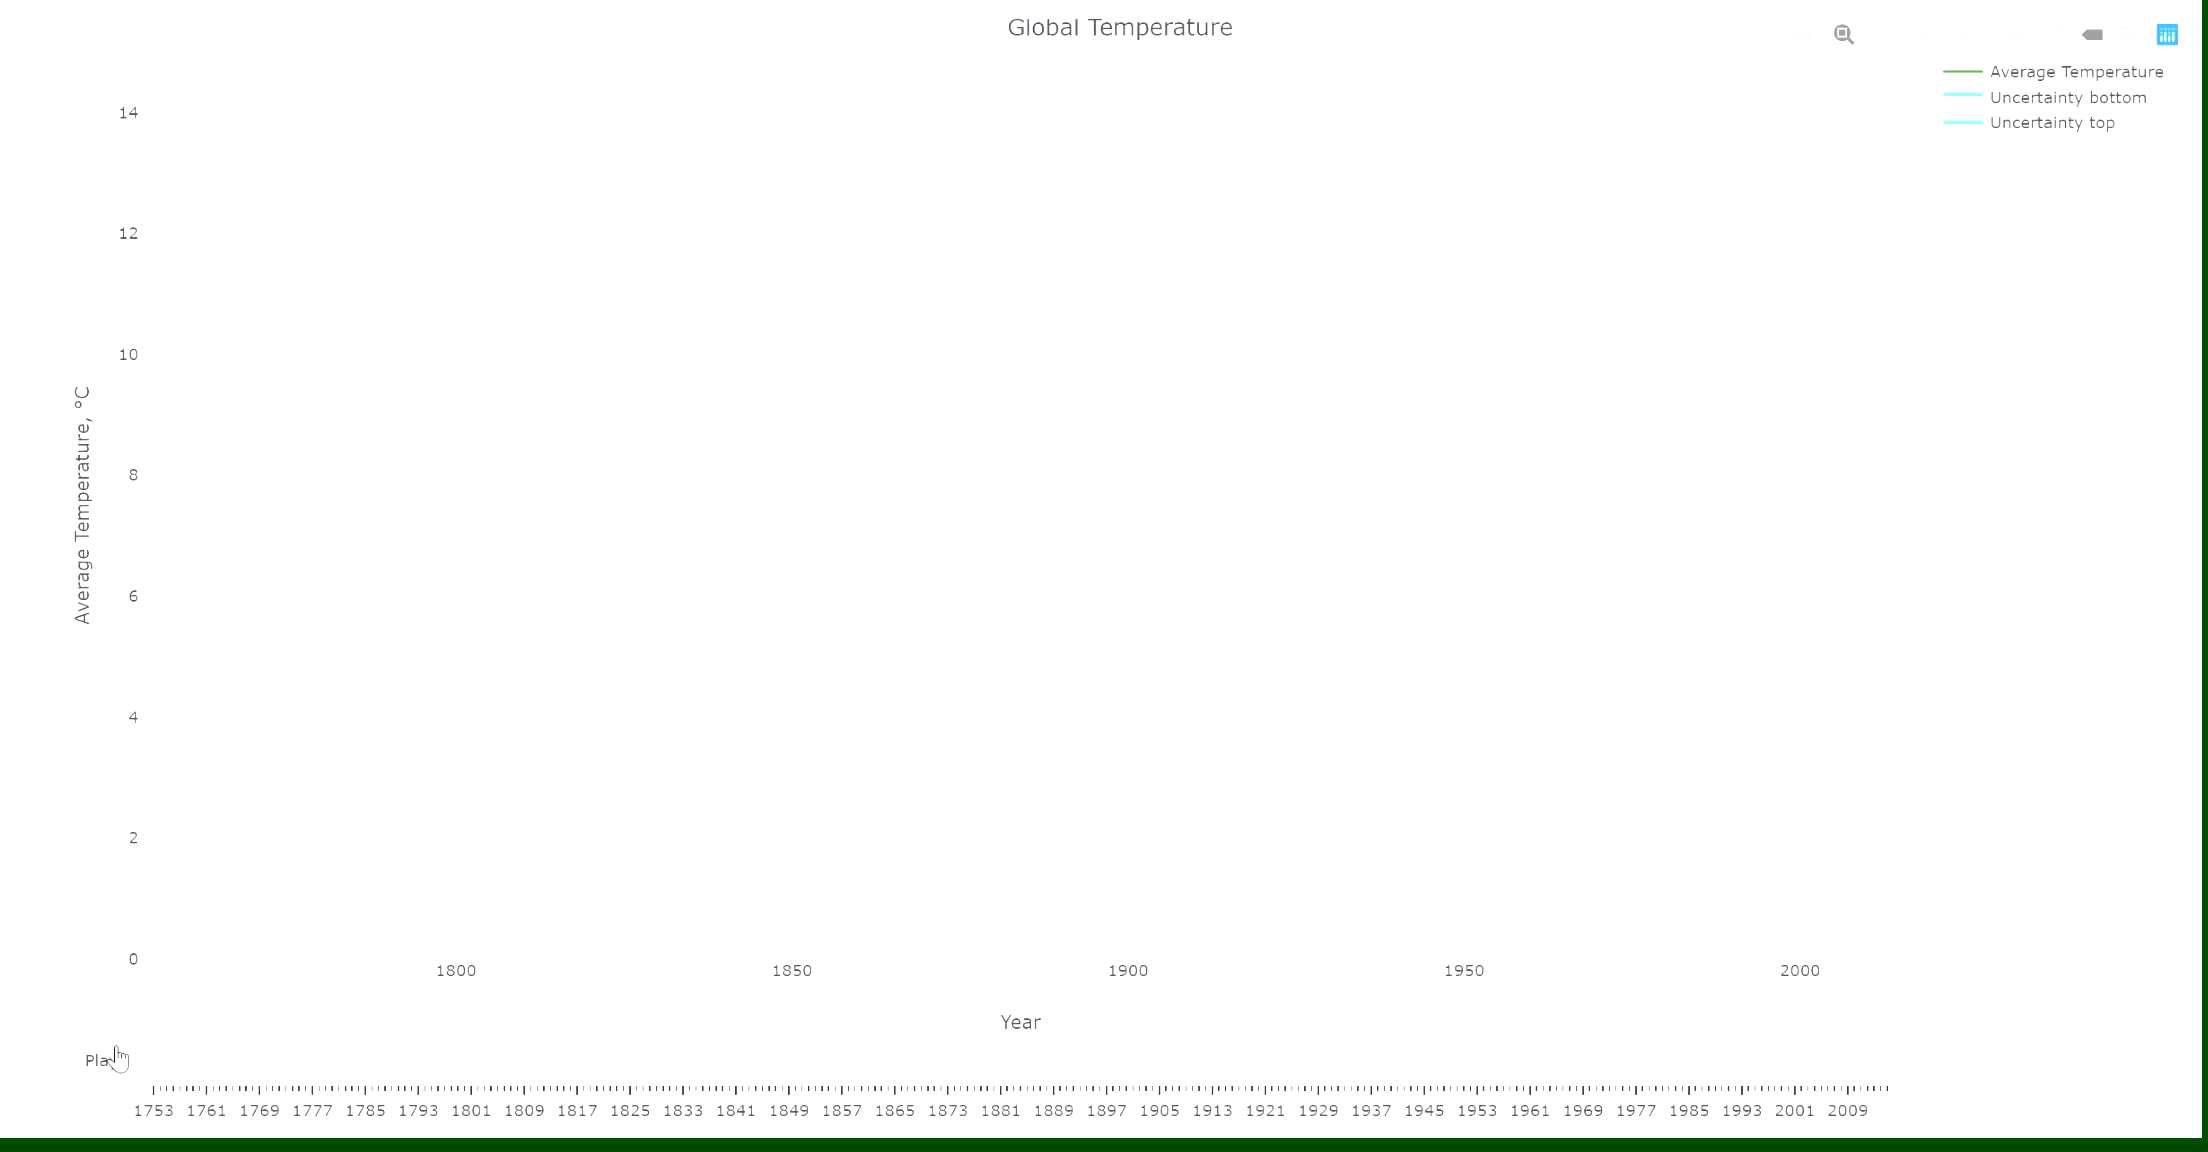 Global Temperature
Average Temperature
Uncertainty bottom
Uncertainty top
14
12
10
8
6
4
2
0
Average Temperature, °C
1800 1850 1900 1950 2000
Year
1753 1761 1769 1777 1785 1793 1801 1809 1817 1825 1833 1841 1849 1857 1865 1873 1881 1889 1897 1905 1913 1921 1929 1937 1945 1953 1961 1969 1977 1985 1993 2001 2009